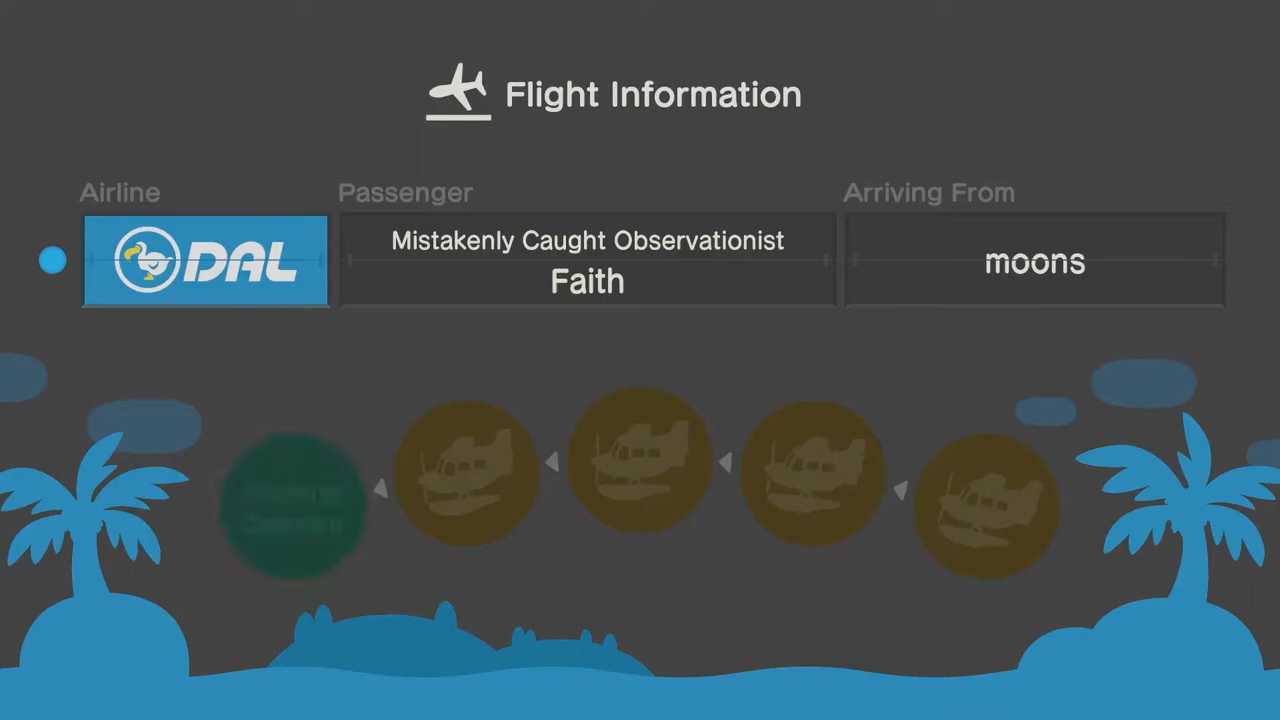 Flight Information
Airline
Passenger
Arriving From
DAL
Mistakenly Caught Observationist
Faith
moons